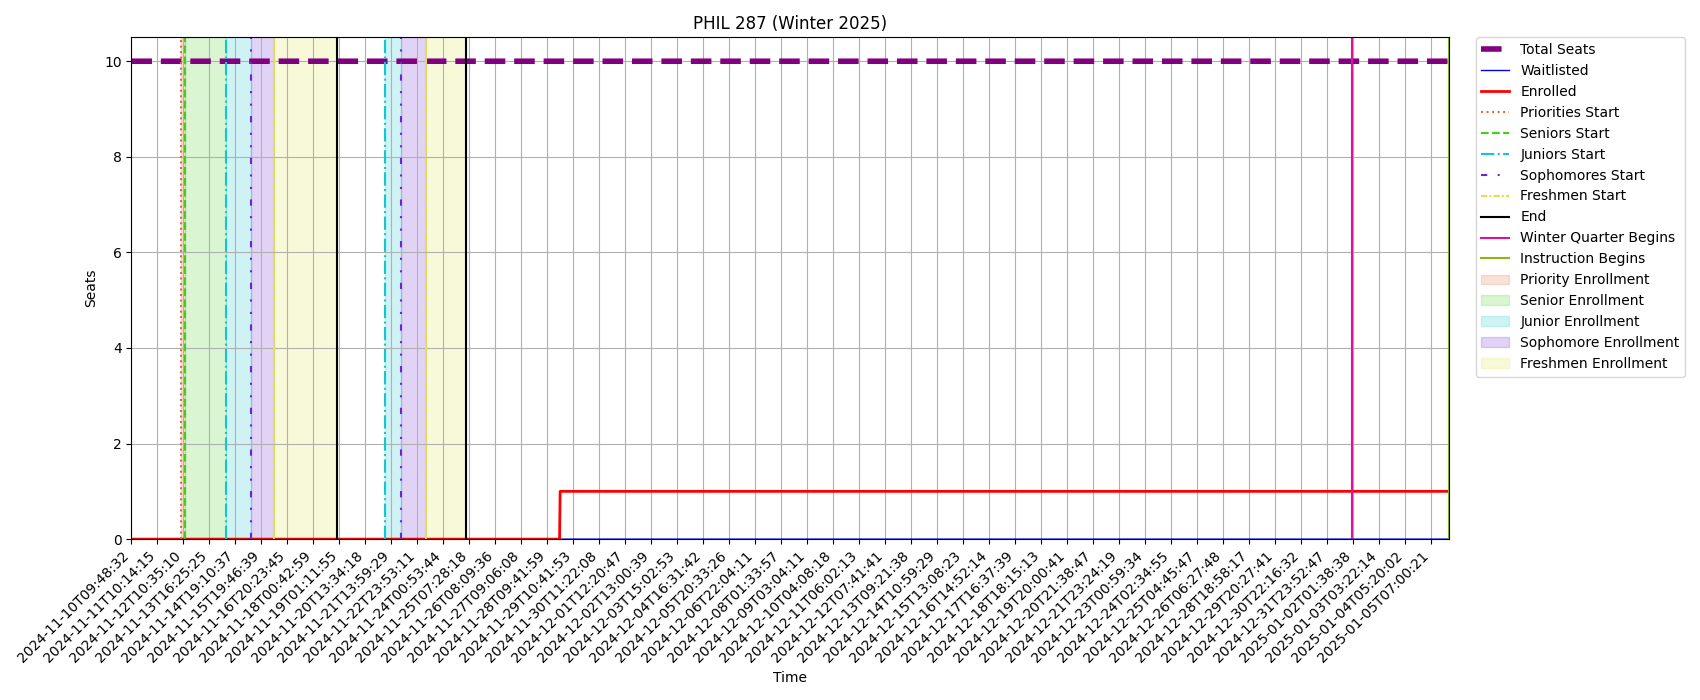 PHIL 287 (Winter 2025)
10
8
6
4
2
0
Seats
2024-11-10T09:48:32
2024-11-11T10:14:15
2024-11-12T10:35:10
2024-11-13T16:25:25
2024-11-14T19:10:37
2024-11-15T19:46:39
2024-11-16T20:23:45
2024-11-18T00:42:59
2024-11-19T01:11:55
2024-11-20T13:34:18
2024-11-21T13:59:29
2024-11-22T23:53:11
2024-11-24T00:53:44
2024-11-25T07:28:18
2024-11-26T08:09:36
2024-11-27T09:06:08
2024-11-28T09:41:59
2024-11-29T10:41:53
2024-11-30T11:22:08
2024-12-01T12:20:47
2024-12-02T13:00:39
2024-12-03T15:02:53
2024-12-04T16:31:42
2024-12-05T20:33:26
2024-12-06T22:04:11
2024-12-08T01:33:57
2024-12-09T03:04:11
2024-12-10T04:08:18
2024-12-11T06:02:13
2024-12-12T07:41:41
2024-12-13T09:21:38
2024-12-14T10:59:29
2024-12-15T13:08:23
2024-12-16T14:52:14
2024-12-17T16:37:39
2024-12-18T18:15:13
2024-12-19T20:00:41
2024-12-20T21:38:47
2024-12-21T23:24:19
2024-12-23T00:59:34
2024-12-24T02:34:55
2024-12-25T04:45:47
2024-12-26T06:27:48
2024-12-28T18:58:17
2024-12-29T20:27:41
2024-12-30T22:16:32
2024-12-31T23:52:47
2025-01-02T01:38:38
2025-01-03T03:22:14
2025-01-04T05:20:02
2025-01-05T07:00:21
Time
Total Seats
Waitlisted
Enrolled
Priorities Start
Seniors Start
Juniors Start
Sophomores Start
Freshmen Start
End
Winter Quarter Begins
Instruction Begins
Priority Enrollment
Senior Enrollment
Junior Enrollment
Sophomore Enrollment
Freshmen Enrollment